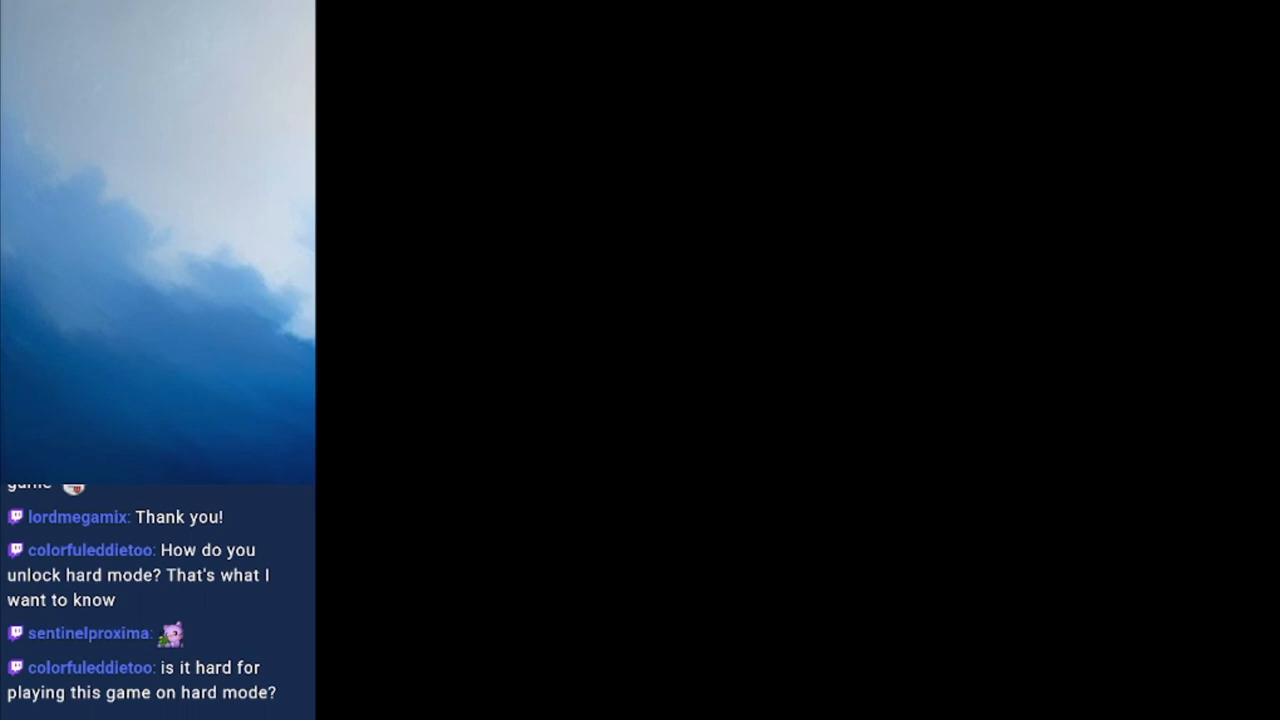 game
lordmegamix: Thank you!
colorfuleddietoo: How do you
unlock hard mode? That's what I
want to know
sentinelproxima:
colorfuleddietoo: is it hard for
playing this game on hard mode?